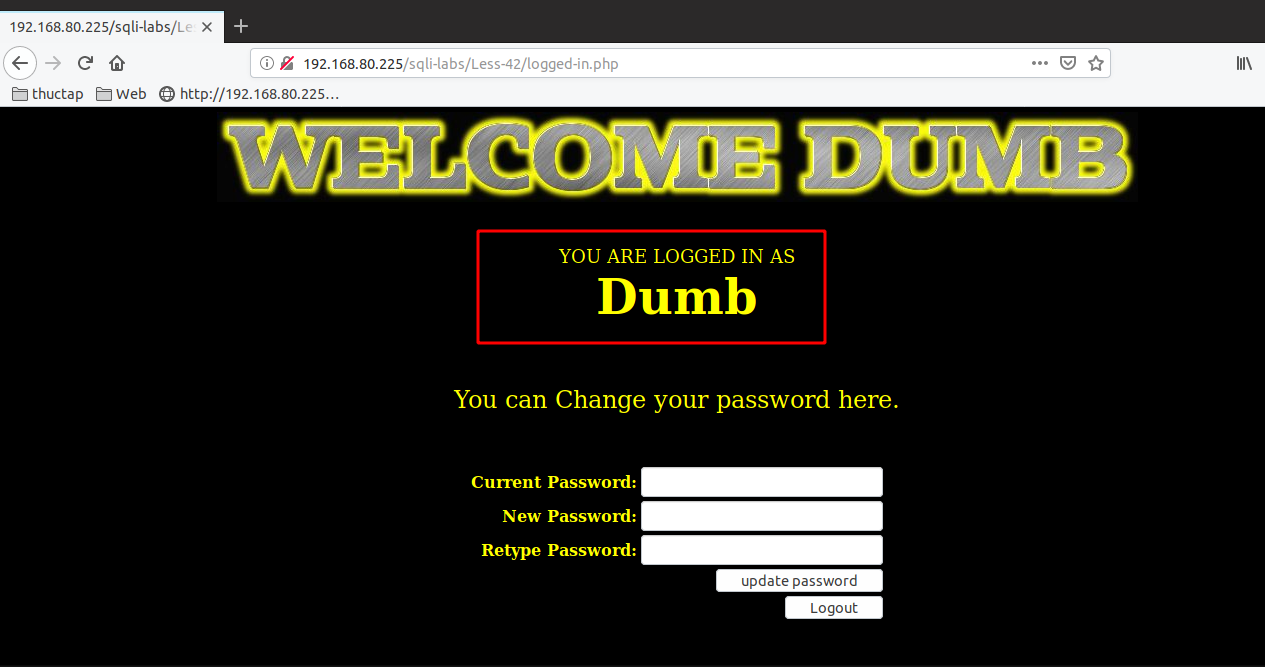 192.168.80.225/sqli-labs/Le
192.168.80.225/sqli-labs/Less-42/logged-in.php
thuctap Web http://192.168.80.225…
WELCOME DUMB
YOU ARE LOGGED IN AS
Dumb
You can Change your password here.
Current Password:
New Password:
Retype Password:
update password
Logout